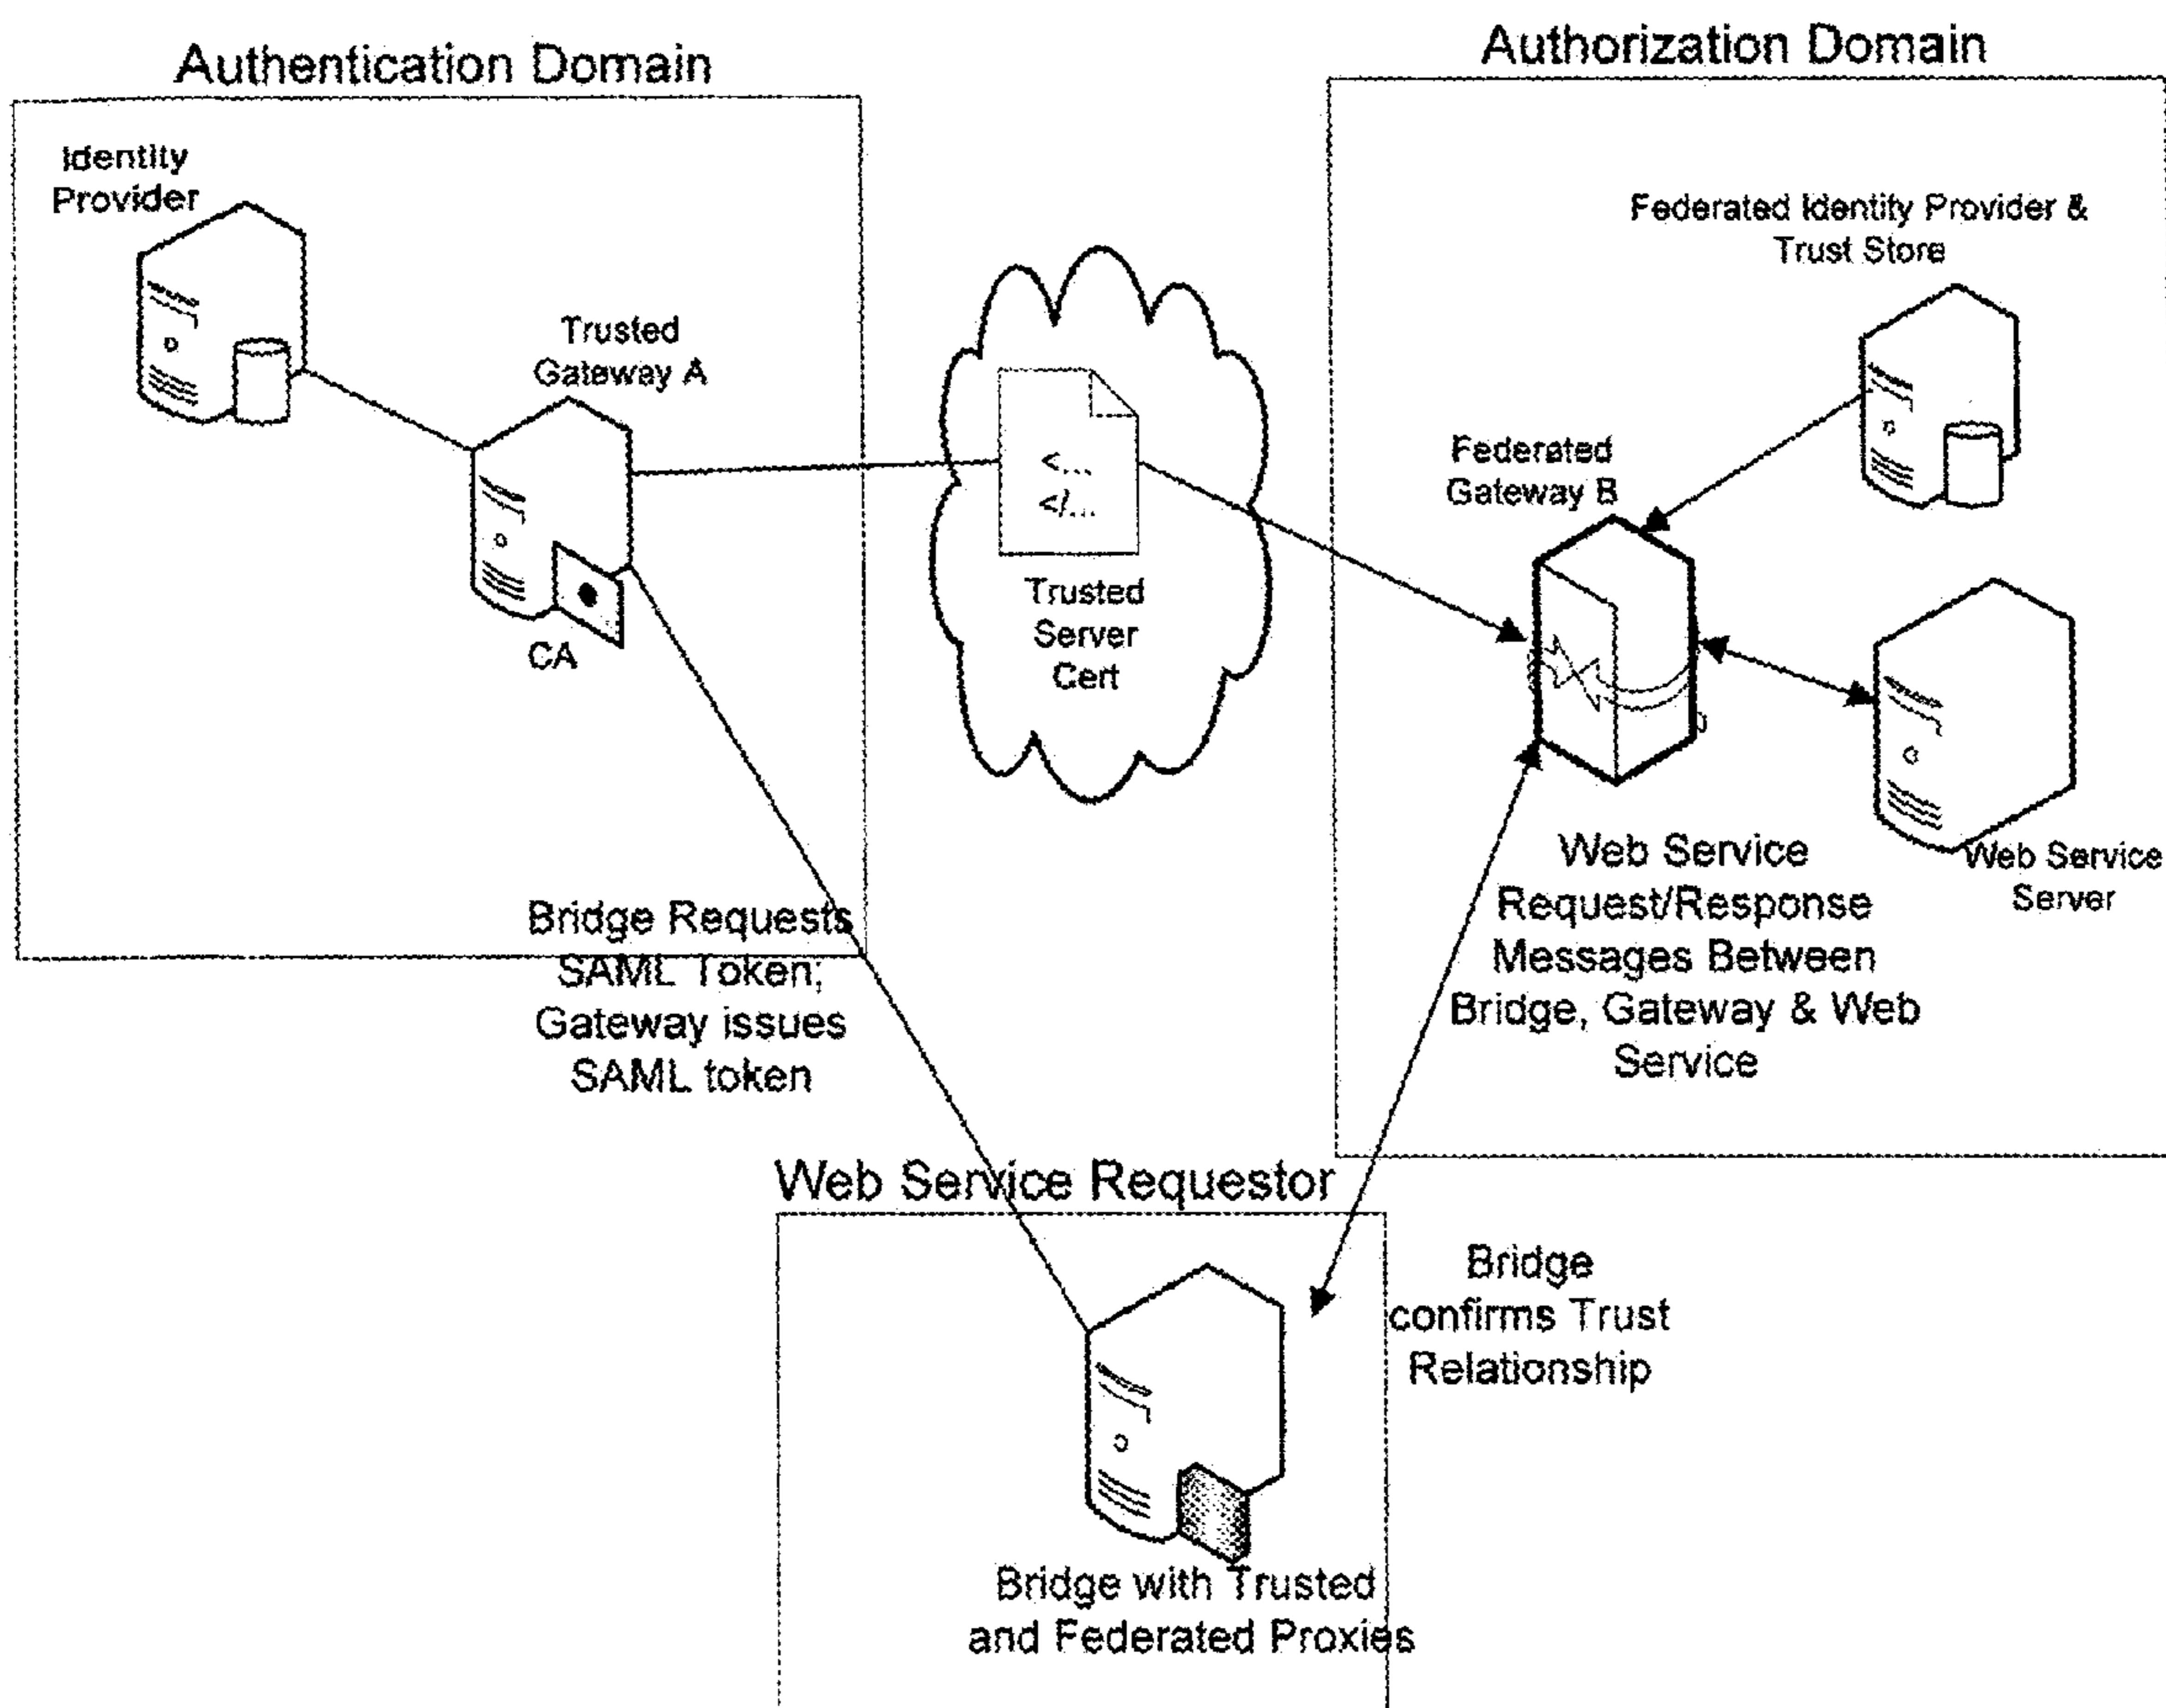 Authentication Domain
Identity
Provider
Trusted
Gateway A
CA
Bridge Requests
SAML Token;
Gateway issues
SAML token
<...
</...
Trusted
Server
Cert
Authorization Domain
Federated Identity Provider &
Trust Store
Federated
Gateway B
Web Service
Server
Web Service
Request/Response
Messages Between
Bridge, Gateway & Web
Service
Web Service Requestor
Bridge
confirms Trust
Relationship
Bridge with Trusted
and Federated Proxies